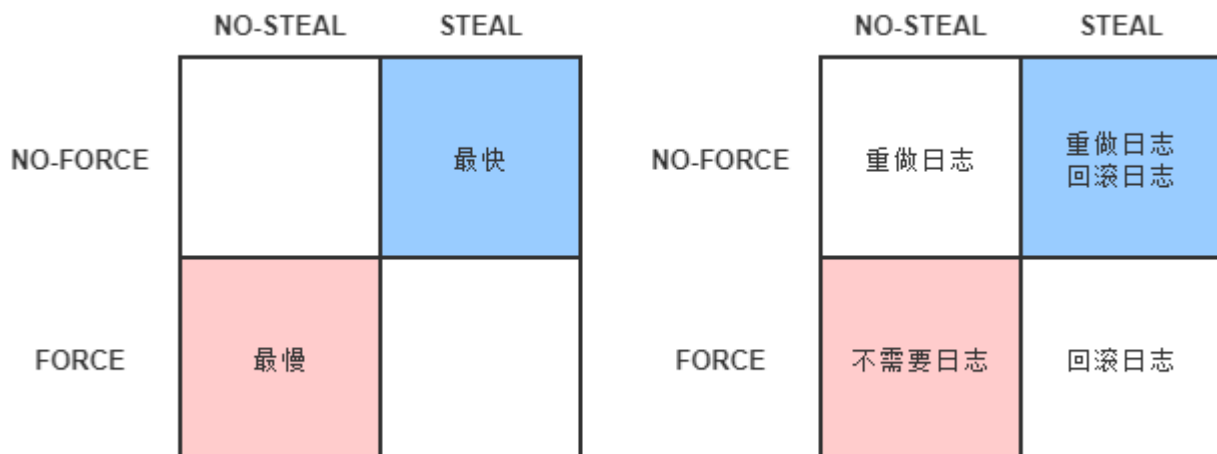 NO-STEAL STEAL
NO-FORCE 最快
FORCE 最慢
NO-STEAL STEAL
NO-FORCE 重做日志 重做日志
回滚日志
FORCE 不需要日志 回滚日志